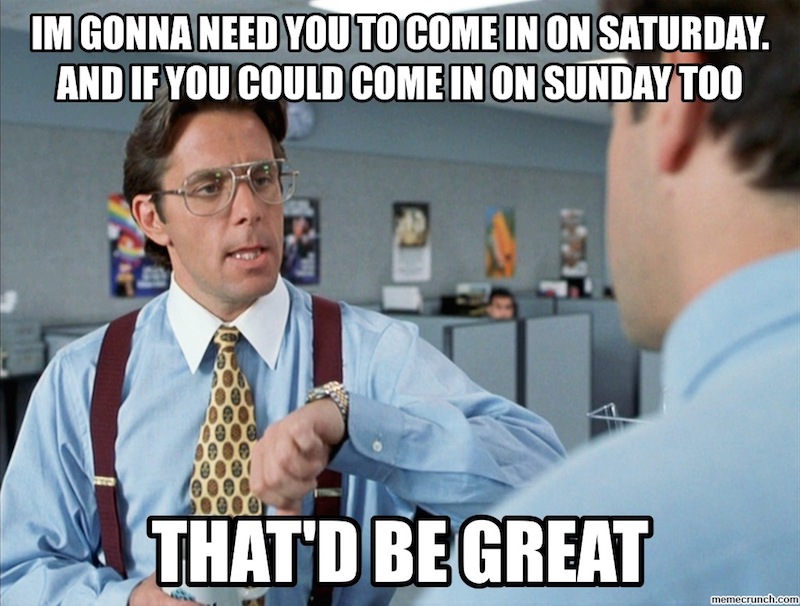 IM GONNA NEED YOU TO COME IN ON SATURDAY.
AND IF YOU COULD COME IN ON SUNDAY TOO
THAT'D BE GREAT
memecrunch.com